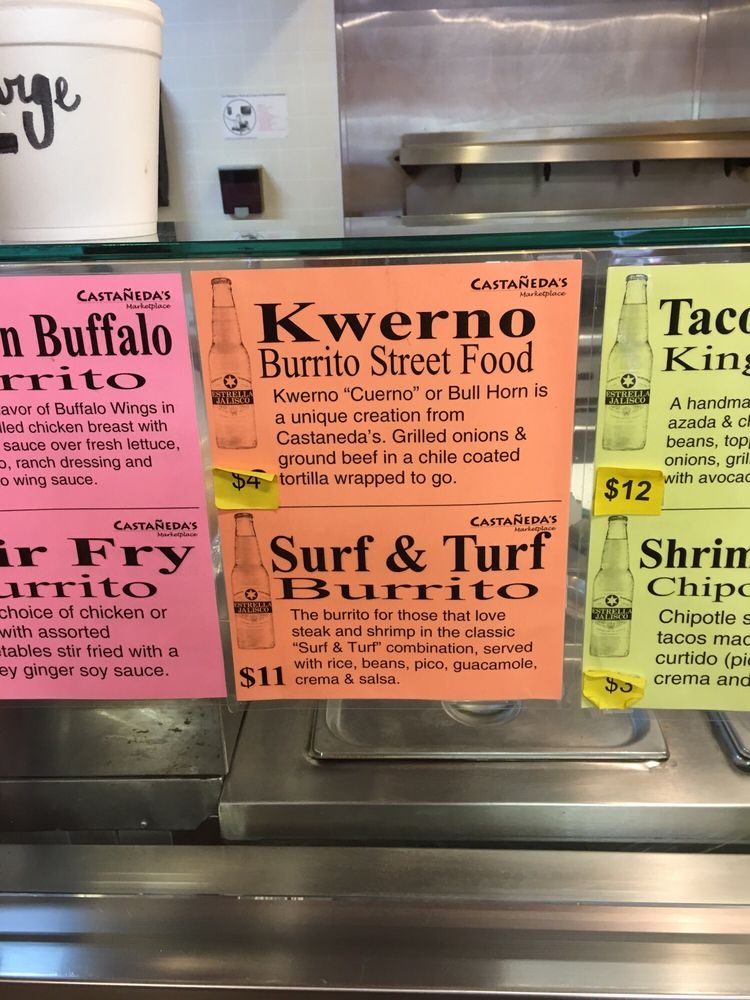 CASTAÑEDA'S
Marketplace
n Buffalo
rrito
avor of Buffalo Wings in
lled chicken breast with
sauce over fresh lettuce,
o, ranch dressing and
o wing sauce.
CASTAÑEDA'S
Marketplace
ir Fry
urrito
choice of chicken or
with assorted
etables stir fried with a
ey ginger soy sauce.
CASTAÑEDA'S
Marketplace
Kwerno
Burrito Street Food
Kwerno “Cuerno” or Bull Horn is
a unique creation from
Castaneda's. Grilled onions &
ground beef in a chile coated
tortilla wrapped to go.
ESTRELLA
JALISCO
$4
CASTAÑEDA'S
Marketplace
Surf & Turf
Burrito
The burrito for those that love
steak and shrimp in the classic
“Surf & Turf” combination, served
with rice, beans, pico, guacamole,
crema & salsa.
ESTRELLA
JALISCO
$11
Taco
King
A handma
azada & ch
beans, top
onions, gril
with avocad
ESTRELLA
JALISCO
$12
Shrim
Chipo
Chipotle s
tacos mad
curtido (pic
crema and
ESTRELLA
JALISCO
arge